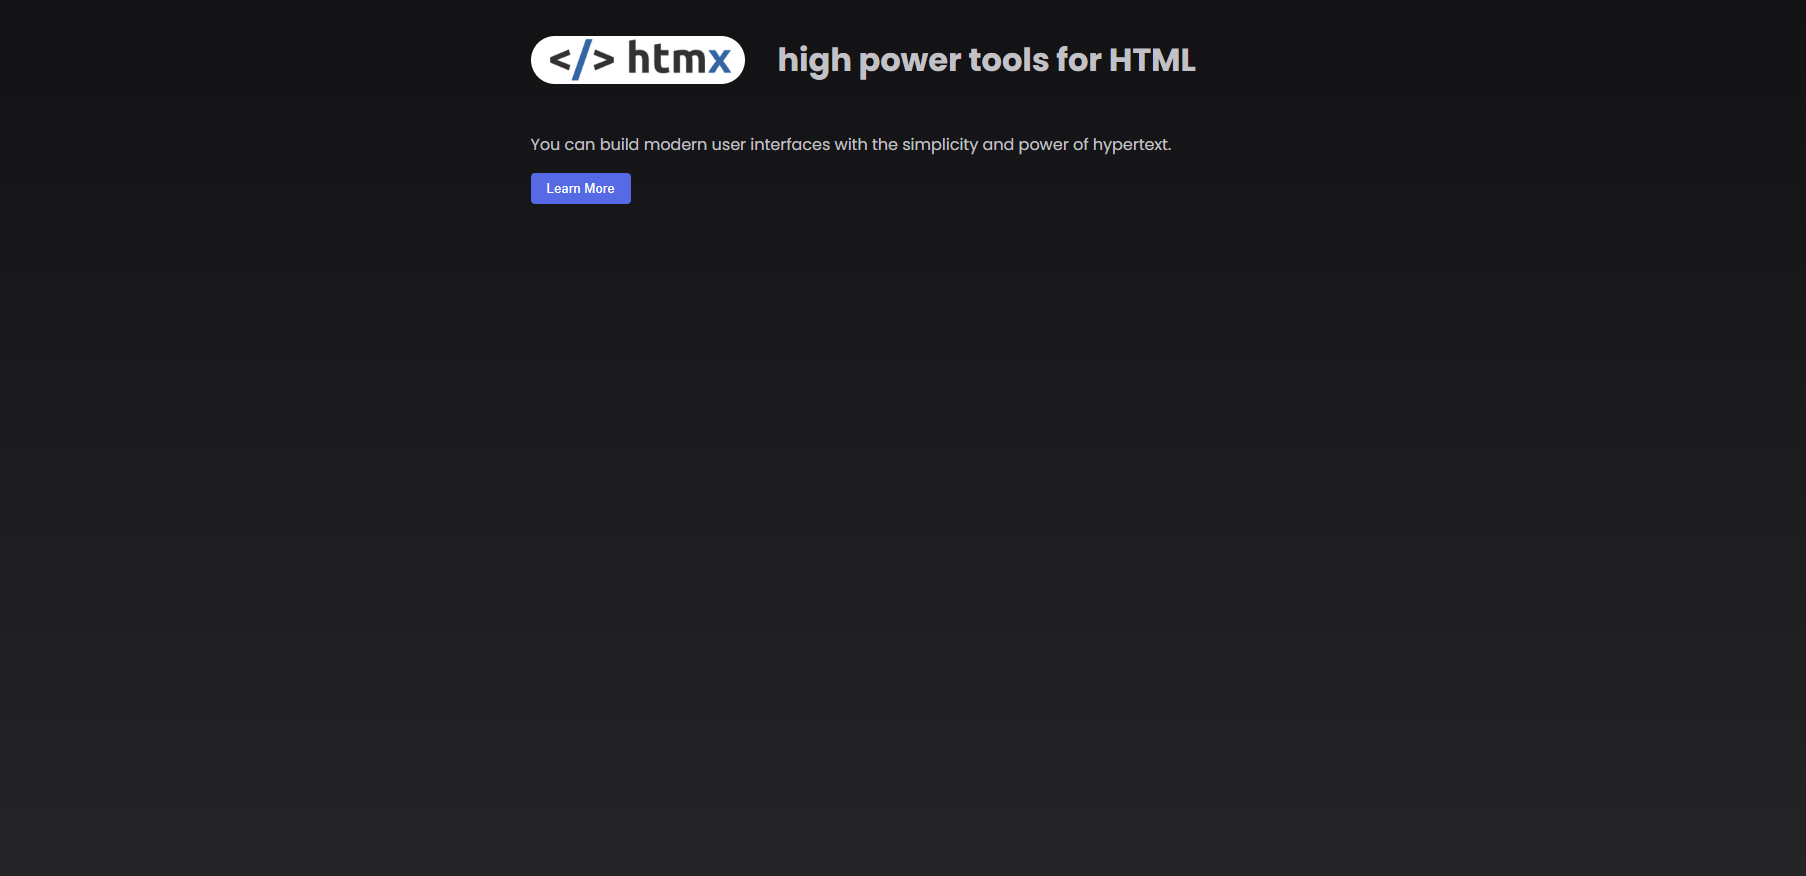 </> htmx high power tools for HTML
You can build modern user interfaces with the simplicity and power of hypertext.
Learn More